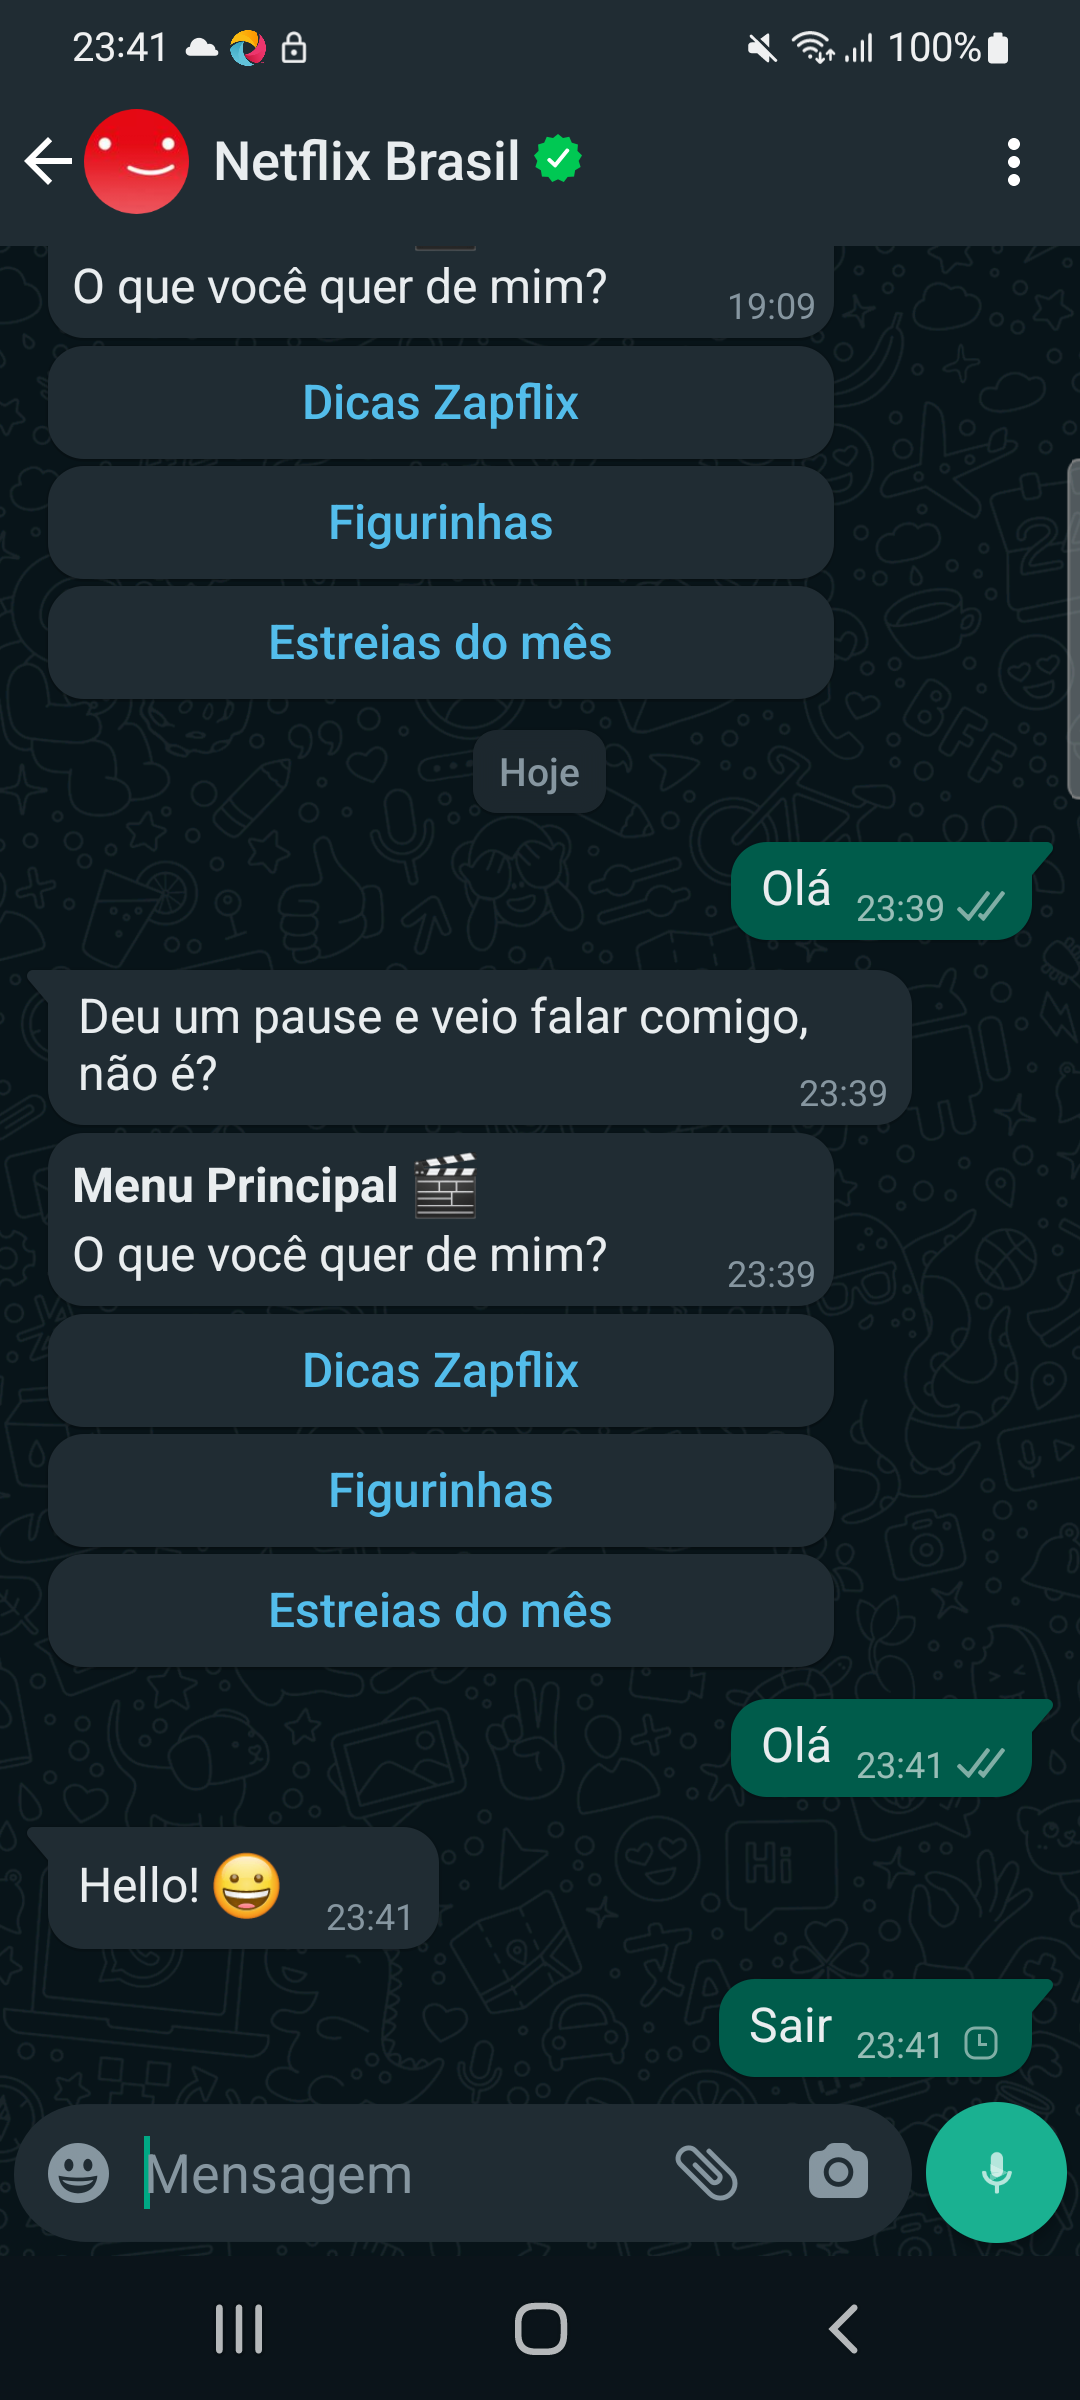 23:41
100%
Netflix Brasil
O que você quer de mim?
19:09
Dicas Zapflix
Figurinhas
Estreias do mês
Hoje
Olá 23:39
Deu um pause e veio falar comigo,
não é?
23:39
Menu Principal 🎬
O que você quer de mim?
23:39
Dicas Zapflix
Figurinhas
Estreias do mês
Olá 23:41
Hello! 😀 23:41
Sair 23:41
Mensagem